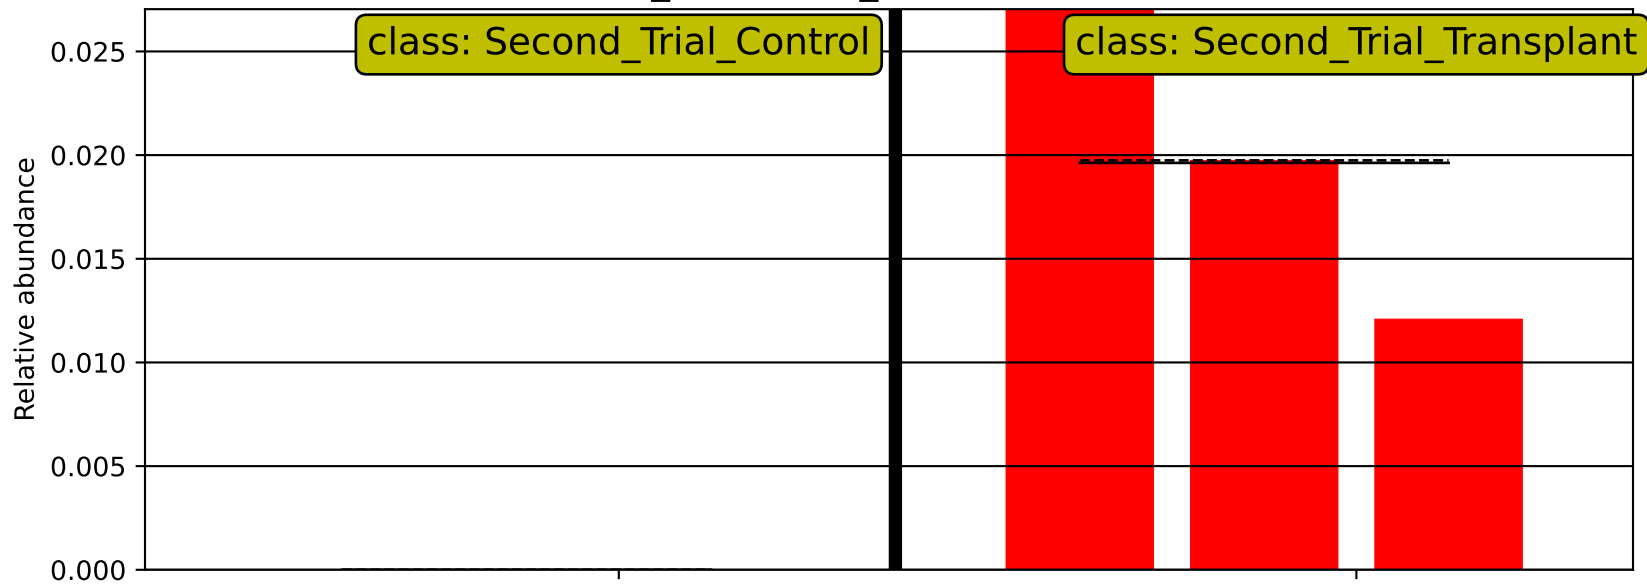 class: Second_Trial_Control
class: Second_Trial_Transplant
Relative abundance
0.025
0.020
0.015
0.010
0.005
0.000